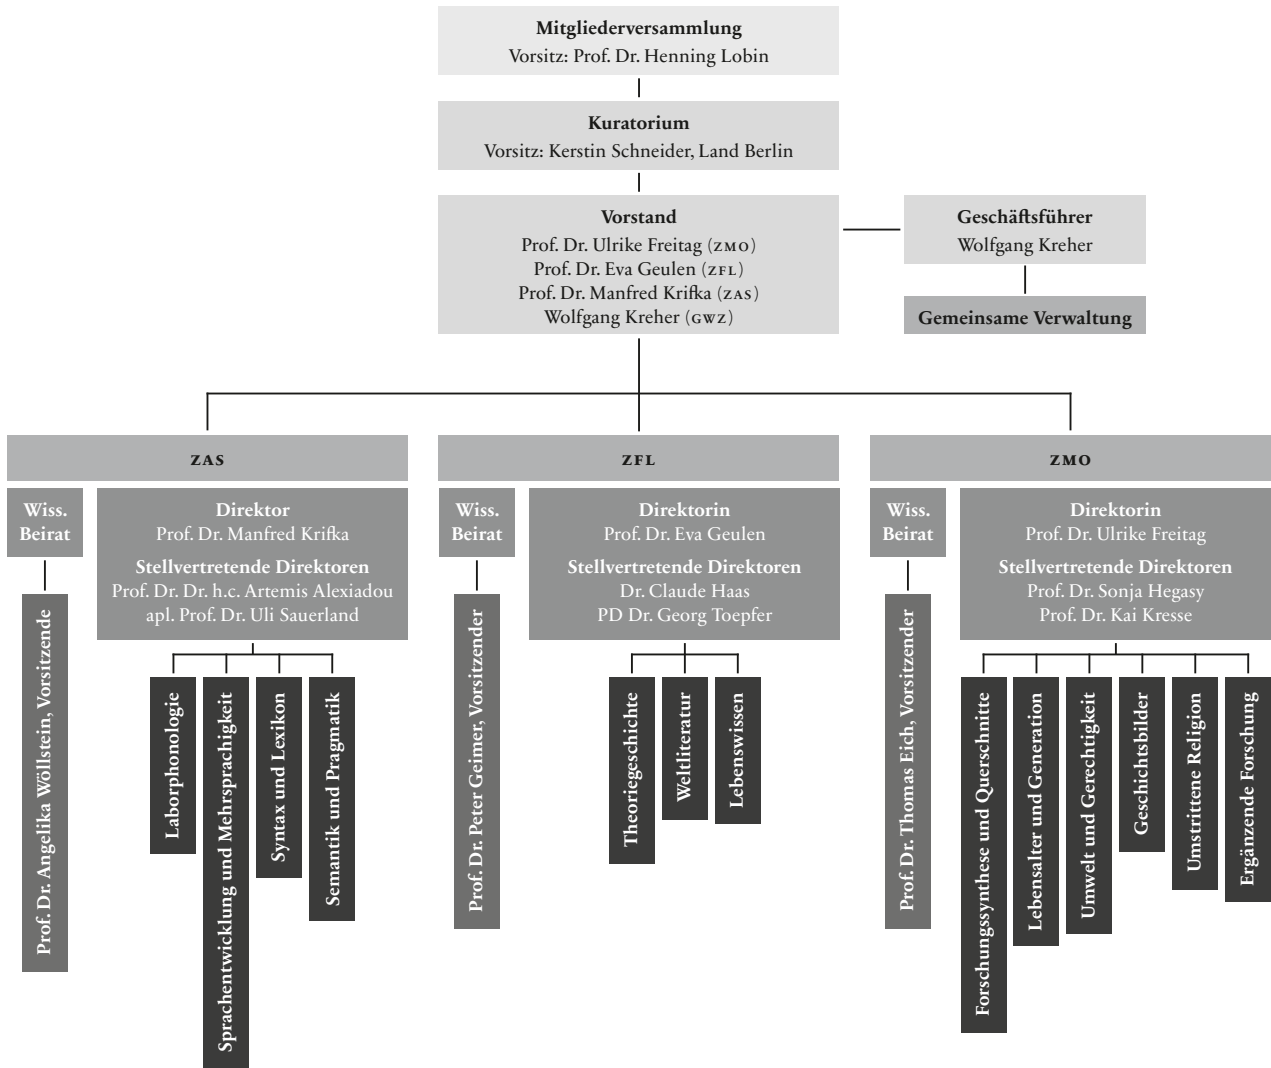 Mitgliederversammlung
Vorsitz: Prof. Dr. Henning Lobin
Kuratorium
Vorsitz: Kerstin Schneider, Land Berlin
Vorstand
Prof. Dr. Ulrike Freitag (ZMO)
Prof. Dr. Eva Geulen (ZFL)
Prof. Dr. Manfred Krifka (ZAS)
Wolfgang Kreher (GWZ)
Geschäftsführer
Wolfgang Kreher
Gemeinsame Verwaltung
ZAS
Wiss.
Beirat
Prof. Dr. Angelika Wöllstein, Vorsitzende
Direktor
Prof. Dr. Manfred Krifka
Stellvertretende Direktoren
Prof. Dr. Dr. h.c. Artemis Alexiadou
apl. Prof. Dr. Uli Sauerland
Laborphonologie
Sprachentwicklung und Mehrsprachigkeit
Syntax und Lexikon
Semantik und Pragmatik
ZFL
Wiss.
Beirat
Prof. Dr. Peter Geimer, Vorsitzender
Direktorin
Prof. Dr. Eva Geulen
Stellvertretende Direktoren
Dr. Claude Haas
PD Dr. Georg Toepfer
Theoriegeschichte
Weltliteratur
Lebenswissen
ZMO
Wiss.
Beirat
Prof. Dr. Thomas Eich, Vorsitzender
Direktorin
Prof. Dr. Ulrike Freitag
Stellvertretende Direktoren
Prof. Dr. Sonja Hegasy
Prof. Dr. Kai Kresse
Forschungssynthese und Querschnitte
Lebensalter und Generation
Umwelt und Gerechtigkeit
Geschichtsbilder
Umstrittene Religion
Ergänzende Forschung